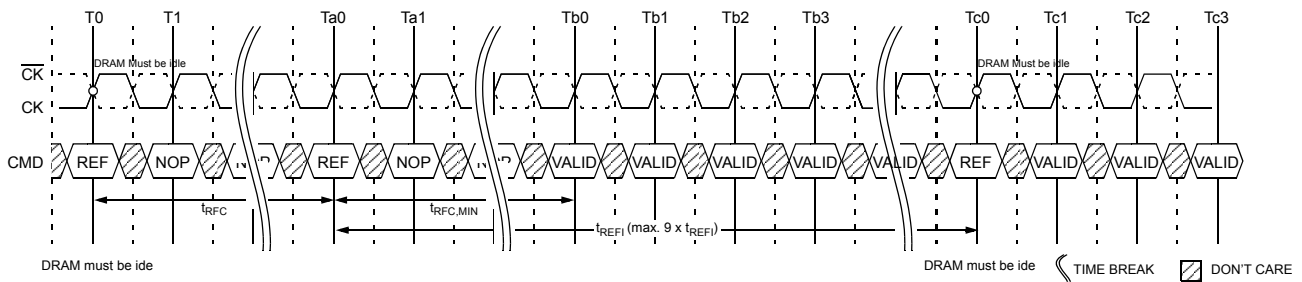 T0 T1 Ta0 Ta1 Tb0 Tb1 Tb2 Tb3 Tc0 Tc1 Tc2 Tc3
DRAM Must be idle DRAM Must be idle
CK
CK
CMD REF NOP REF NOP VALID VALID VALID VALID VALID REF VALID VALID VALID
tRFC tRFC,MIN
tREFI (max. 9 x tREFI)
DRAM must be ide DRAM must be ide TIME BREAK DON'T CARE